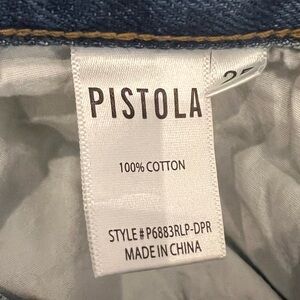 PISTOLA
100% COTTON
STYLE# P6883RLP-DPR
MADE IN CHINA